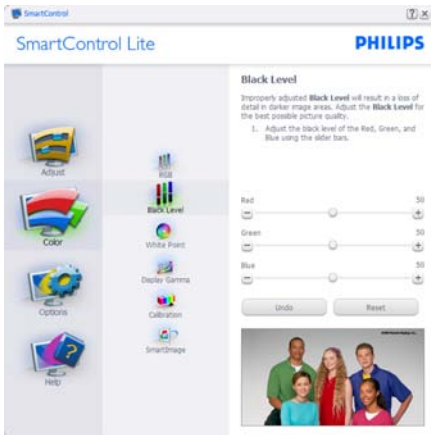 SmartControl
SmartControl Lite
PHILIPS
Adjust
Color
Options
Help
RGB
Black Level
White Point
Display Gamma
Calibration
SmartImage
Black Level
Improperly adjusted Black Level will result in a loss of
detail in darker image areas. Adjust the Black Level for
the best possible picture quality.
1. Adjust the black level of the Red, Green, and
Blue using the slider bars.
Red 50
Green 50
Blue 50
Undo Reset